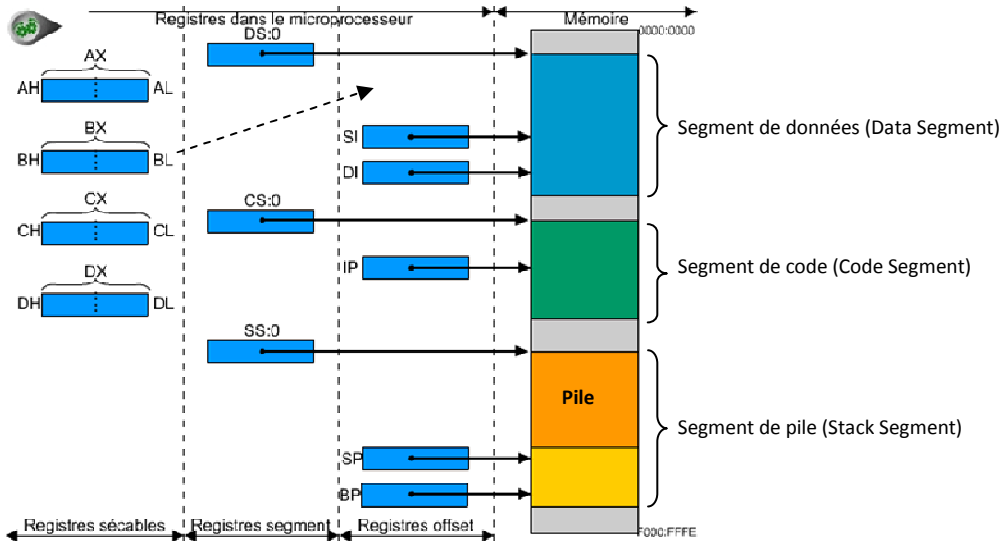 Registres dans le microprocesseur
Mémoire
0000:0000
DS:0
AX
AH
AL
BX
BH
BL
SI
DI
Segment de données (Data Segment)
CX
CH
CL
CS:0
IP
Segment de code (Code Segment)
DX
DH
DL
SS:0
Pile
Segment de pile (Stack Segment)
SP
BP
Registres sécables
Registres segment
Registres offset
F000:FFFE